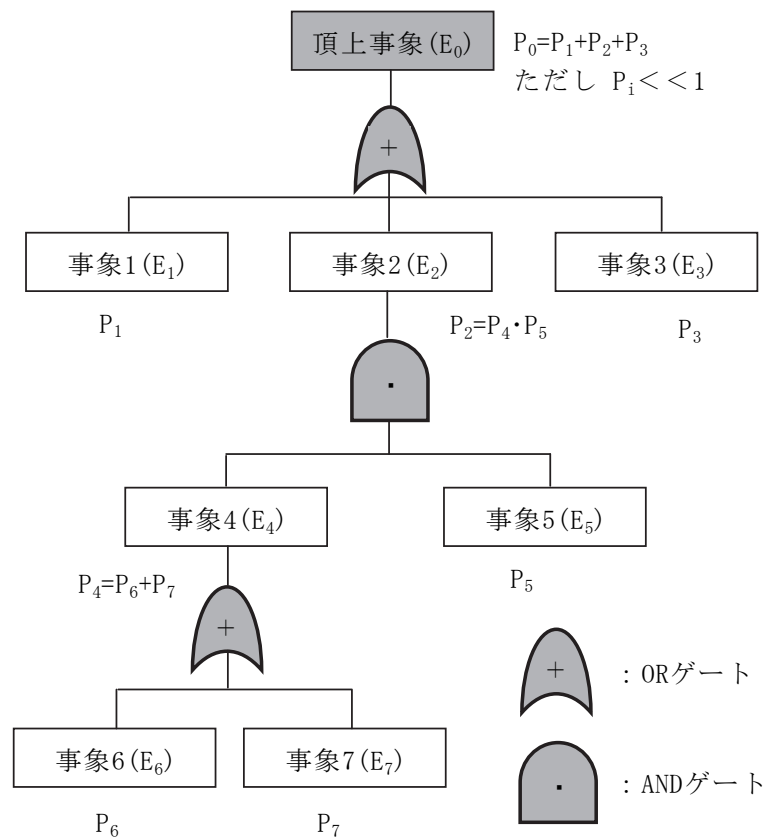 頂上事象(E₀)
P₀=P₁+P₂+P₃
ただし Pᵢ<<1
+
事象1(E₁)
事象2(E₂)
事象3(E₃)
P₁
P₂=P₄・P₅
P₃
・
事象4(E₄)
事象5(E₅)
P₄=P₆+P₇
P₅
+
+
：ORゲート
事象6(E₆)
事象7(E₇)
・
：ANDゲート
P₆
P₇